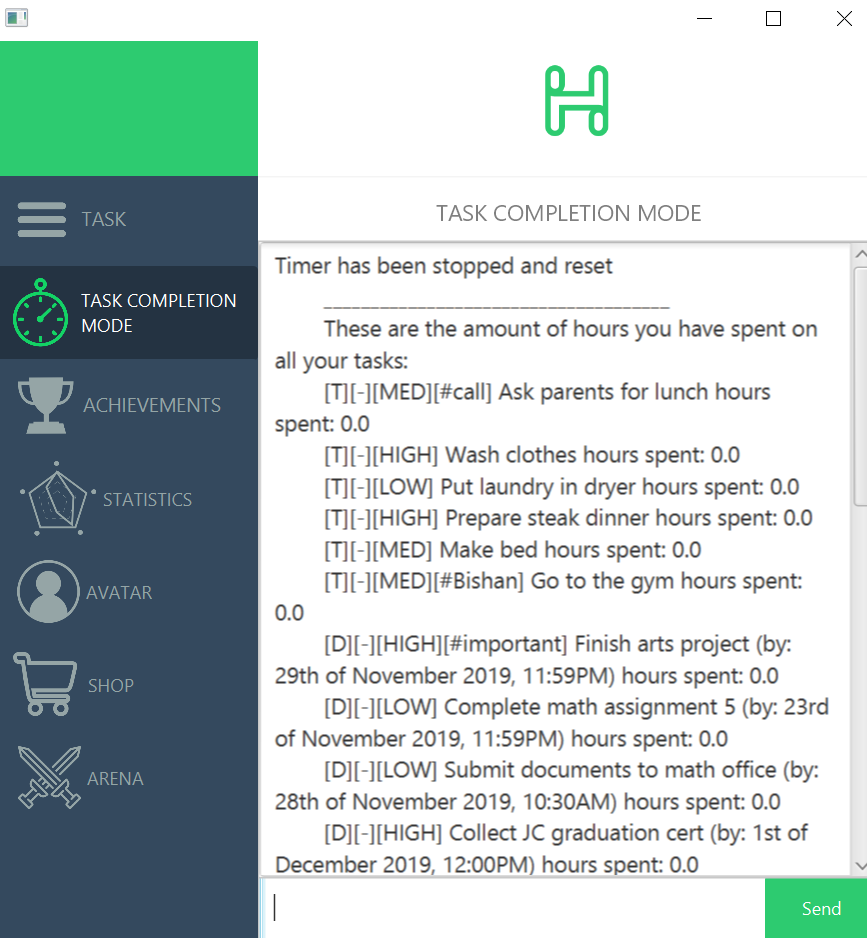 TASK
TASK COMPLETION
MODE
ACHIEVEMENTS
STATISTICS
AVATAR
SHOP
ARENA
TASK COMPLETION MODE
Timer has been stopped and reset
____________________________________
These are the amount of hours you have spent on
all your tasks:
[T][-][MED][#call] Ask parents for lunch hours
spent: 0.0
[T][-][HIGH] Wash clothes hours spent: 0.0
[T][-][LOW] Put laundry in dryer hours spent: 0.0
[T][-][HIGH] Prepare steak dinner hours spent: 0.0
[T][-][MED] Make bed hours spent: 0.0
[T][-][MED][#Bishan] Go to the gym hours spent:
0.0
[D][-][HIGH][#important] Finish arts project (by:
29th of November 2019, 11:59PM) hours spent: 0.0
[D][-][LOW] Complete math assignment 5 (by: 23rd
of November 2019, 11:59PM) hours spent: 0.0
[D][-][LOW] Submit documents to math office (by:
28th of November 2019, 10:30AM) hours spent: 0.0
[D][-][HIGH] Collect JC graduation cert (by: 1st of
December 2019, 12:00PM) hours spent: 0.0
Send